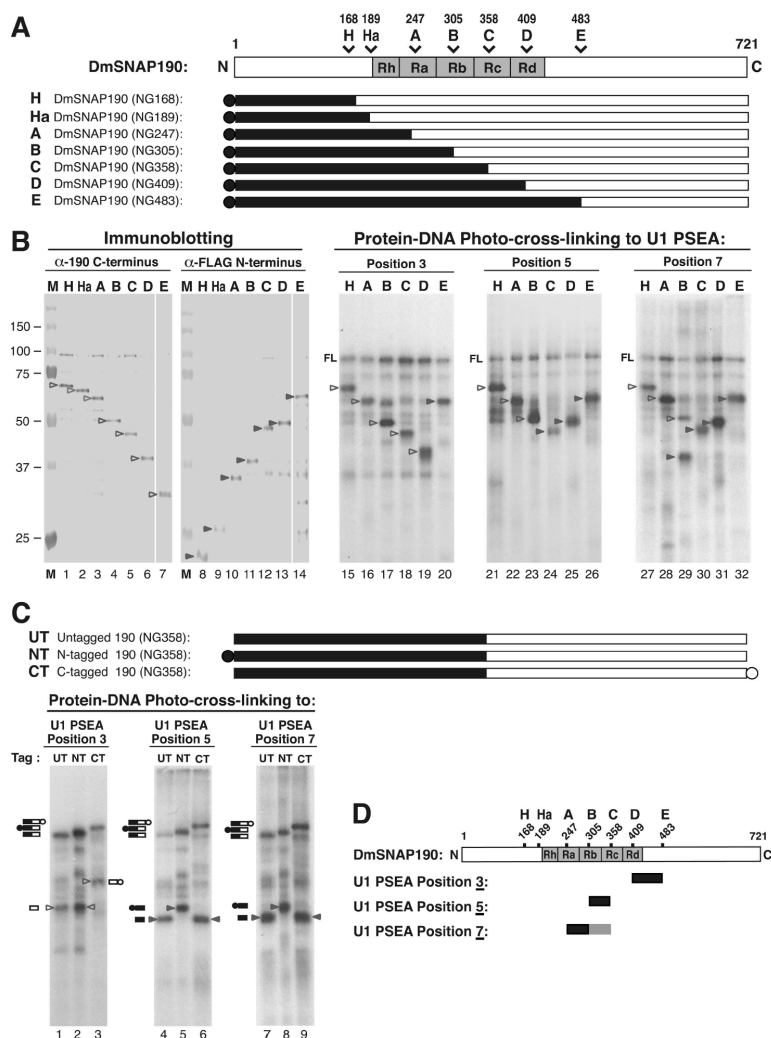 A
168 189 247 305 358 409 483
1 H Ha A B C D E 721
DmSNAP190: N Rh Ra Rb Rc Rd C
H DmSNAP190 (NG168):
Ha DmSNAP190 (NG189):
A DmSNAP190 (NG247):
B DmSNAP190 (NG305):
C DmSNAP190 (NG358):
D DmSNAP190 (NG409):
E DmSNAP190 (NG483):
B
Immunoblotting
α-190 C-terminus α-FLAG N-terminus
M H Ha A B C D E M H Ha A B C D E
150
100
75
50
37
25
M 1 2 3 4 5 6 7 M 8 9 10 11 12 13 14
Protein-DNA Photo-cross-linking to U1 PSEA:
Position 3 Position 5 Position 7
H A B C D E H A B C D E H A B C D E
FL FL FL
15 16 17 18 19 20 21 22 23 24 25 26 27 28 29 30 31 32
C
UT Untagged 190 (NG358):
NT N-tagged 190 (NG358):
CT C-tagged 190 (NG358):
Protein-DNA Photo-cross-linking to:
U1 PSEA Position 3 U1 PSEA Position 5 U1 PSEA Position 7
Tag : UT NT CT UT NT CT UT NT CT
1 2 3 4 5 6 7 8 9
D
H Ha A B C D E
1 168 189 247 305 358 409 483 721
DmSNAP190: N Rh Ra Rb Rc Rd C
U1 PSEA Position 3:
U1 PSEA Position 5:
U1 PSEA Position 7: